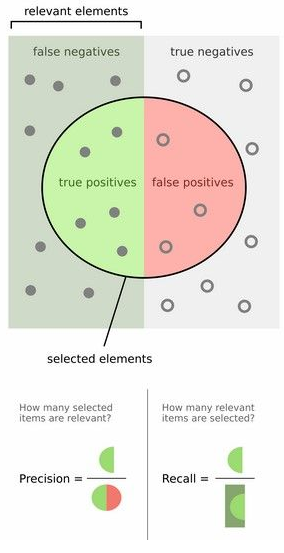 relevant elements
false negatives
true negatives
true positives
false positives
selected elements
How many selected
items are relevant?
How many relevant
items are selected?
Precision =
Recall =